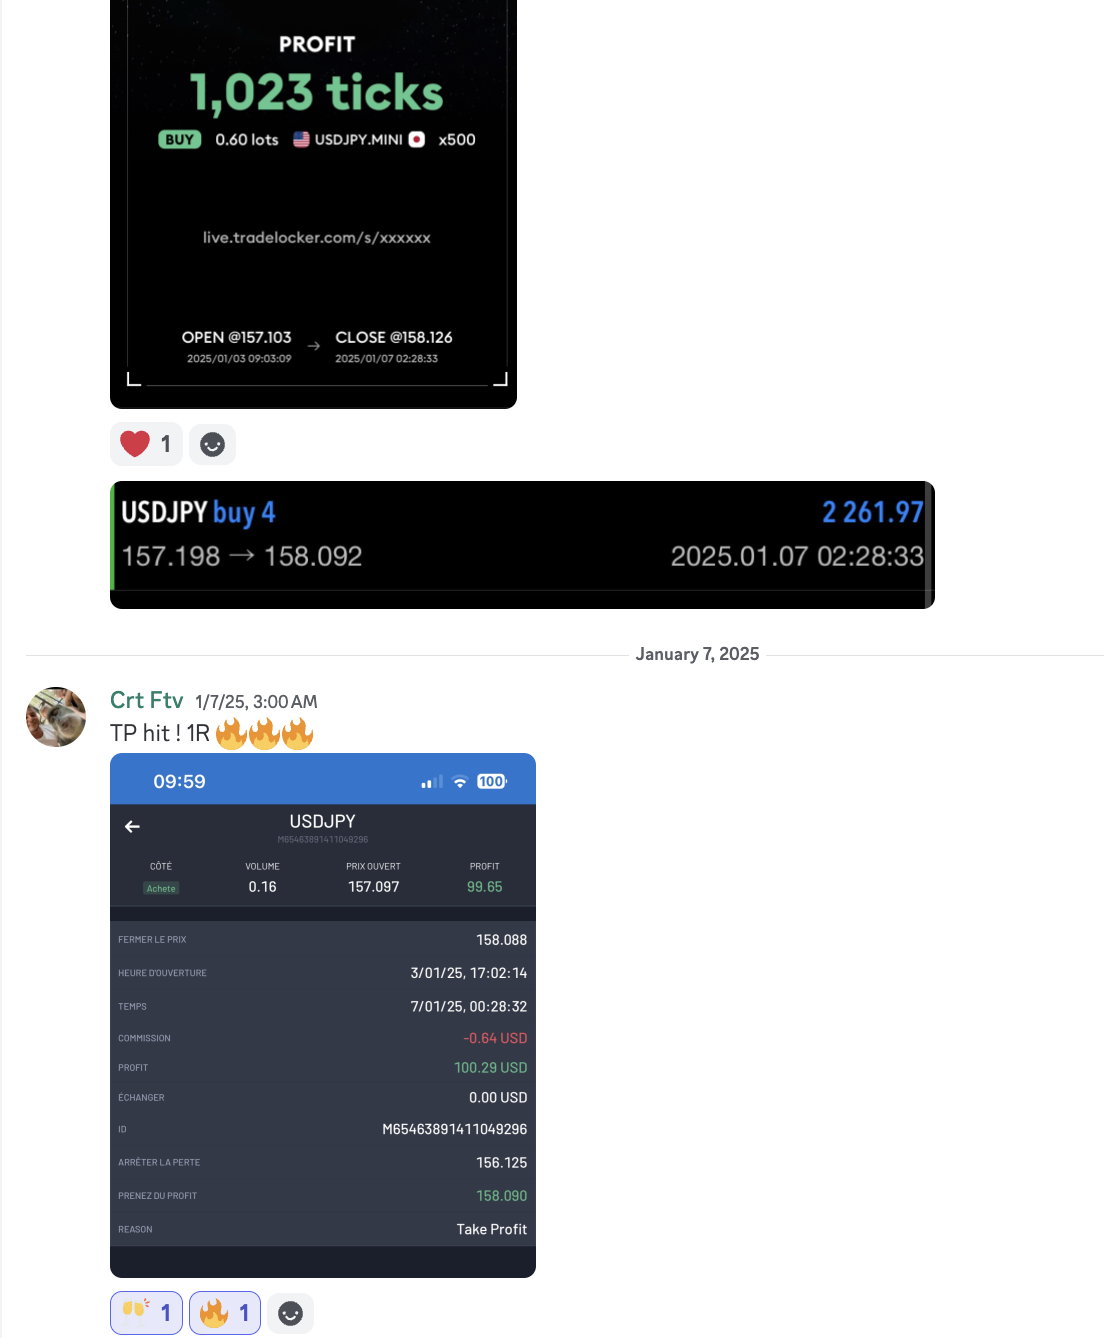 PROFIT
1,023 ticks
BUY 0.60 lots USDJPY.MINI x500
live.tradelocker.com/s/xxxxxx
OPEN @157.103 → CLOSE @158.126
2025/01/03 09:03:09 2025/01/07 02:28:33
1
USDJPY buy 4 2 261.97
157.198 → 158.092 2025.01.07 02:28:33
January 7, 2025
Crt Ftv 1/7/25, 3:00 AM
TP hit ! 1R 🔥🔥🔥
09:59 100
USDJPY
M65463891411049296
CÔTÉ VOLUME PRIX OUVERT PROFIT
Achete 0.16 157.097 99.65
FERMER LE PRIX 158.088
HEURE D'OUVERTURE 3/01/25, 17:02:14
TEMPS 7/01/25, 00:28:32
COMMISSION -0.64 USD
PROFIT 100.29 USD
ÉCHANGER 0.00 USD
ID M65463891411049296
ARRÊTER LA PERTE 156.125
PRENEZ DU PROFIT 158.090
REASON Take Profit
1 1